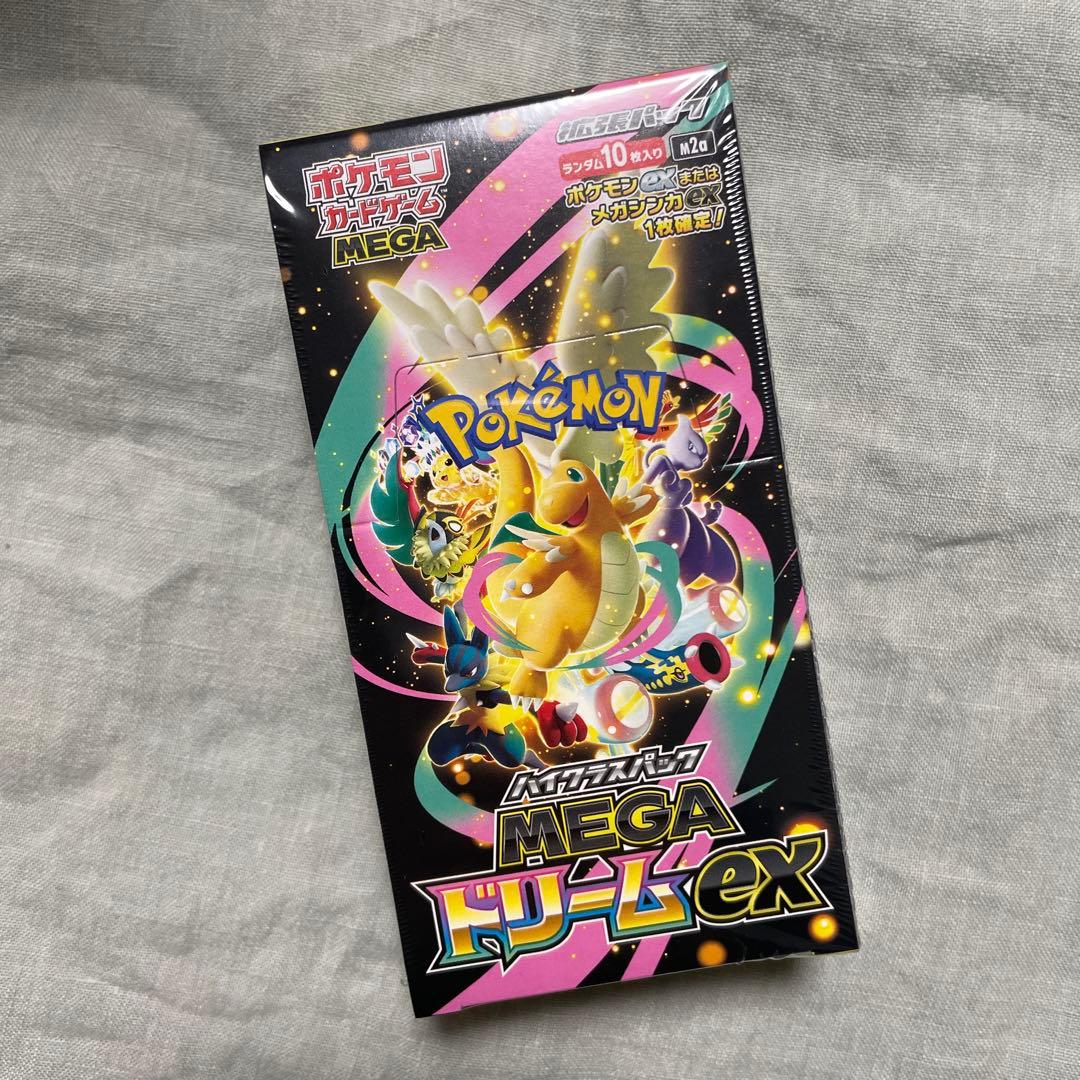 拡張パック
ランダム10枚入り
M2a
ポケモンexまたは
メガシンカex
1枚確定!
ポケモン
カードゲーム
MEGA
POKéMON
TM
ハイクラスパック
MEGA
ドリームex